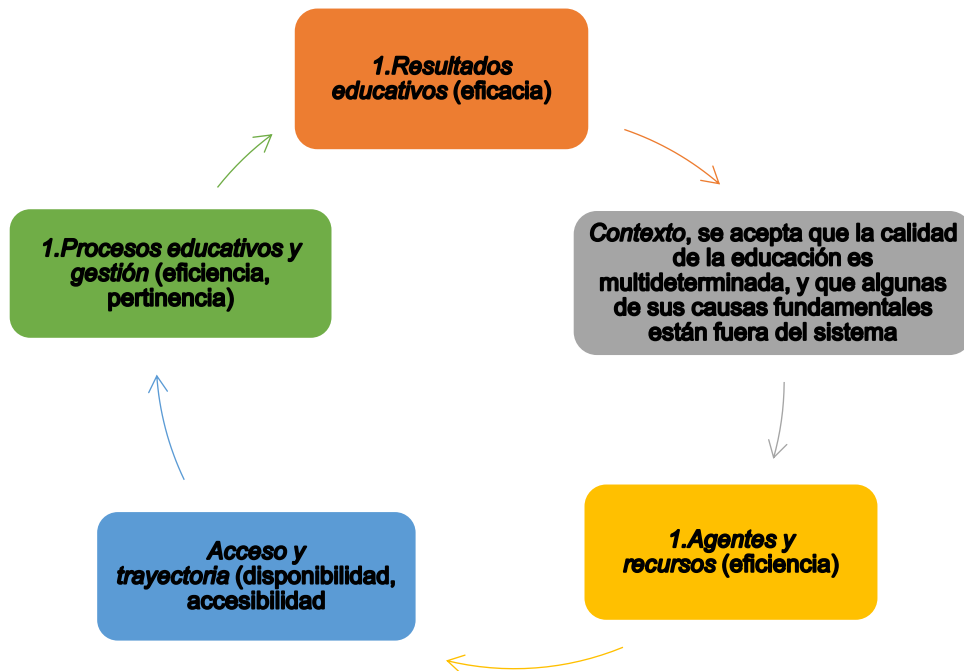 1.Resultados
educativos (eficacia)
Contexto, se acepta que la calidad
de la educación es
multideterminada, y que algunas
de sus causas fundamentales
están fuera del sistema
1.Agentes y
recursos (eficiencia)
Acceso y
trayectoria (disponibilidad,
accesibilidad
1.Procesos educativos y
gestión (eficiencia,
pertinencia)